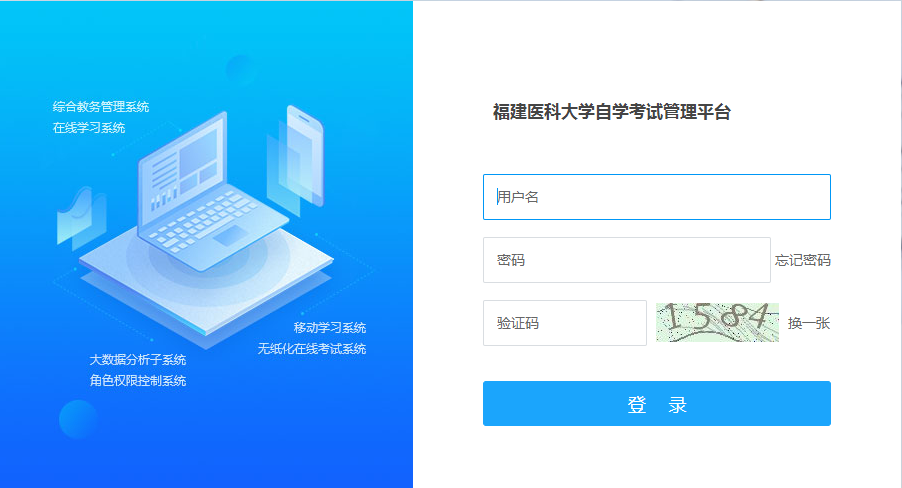 综合教务管理系统
在线学习系统
移动学习系统
无纸化在线考试系统
大数据分析子系统
角色权限控制系统
福建医科大学自学考试管理平台
用户名
密码
忘记密码
验证码
1584
换一张
登 录